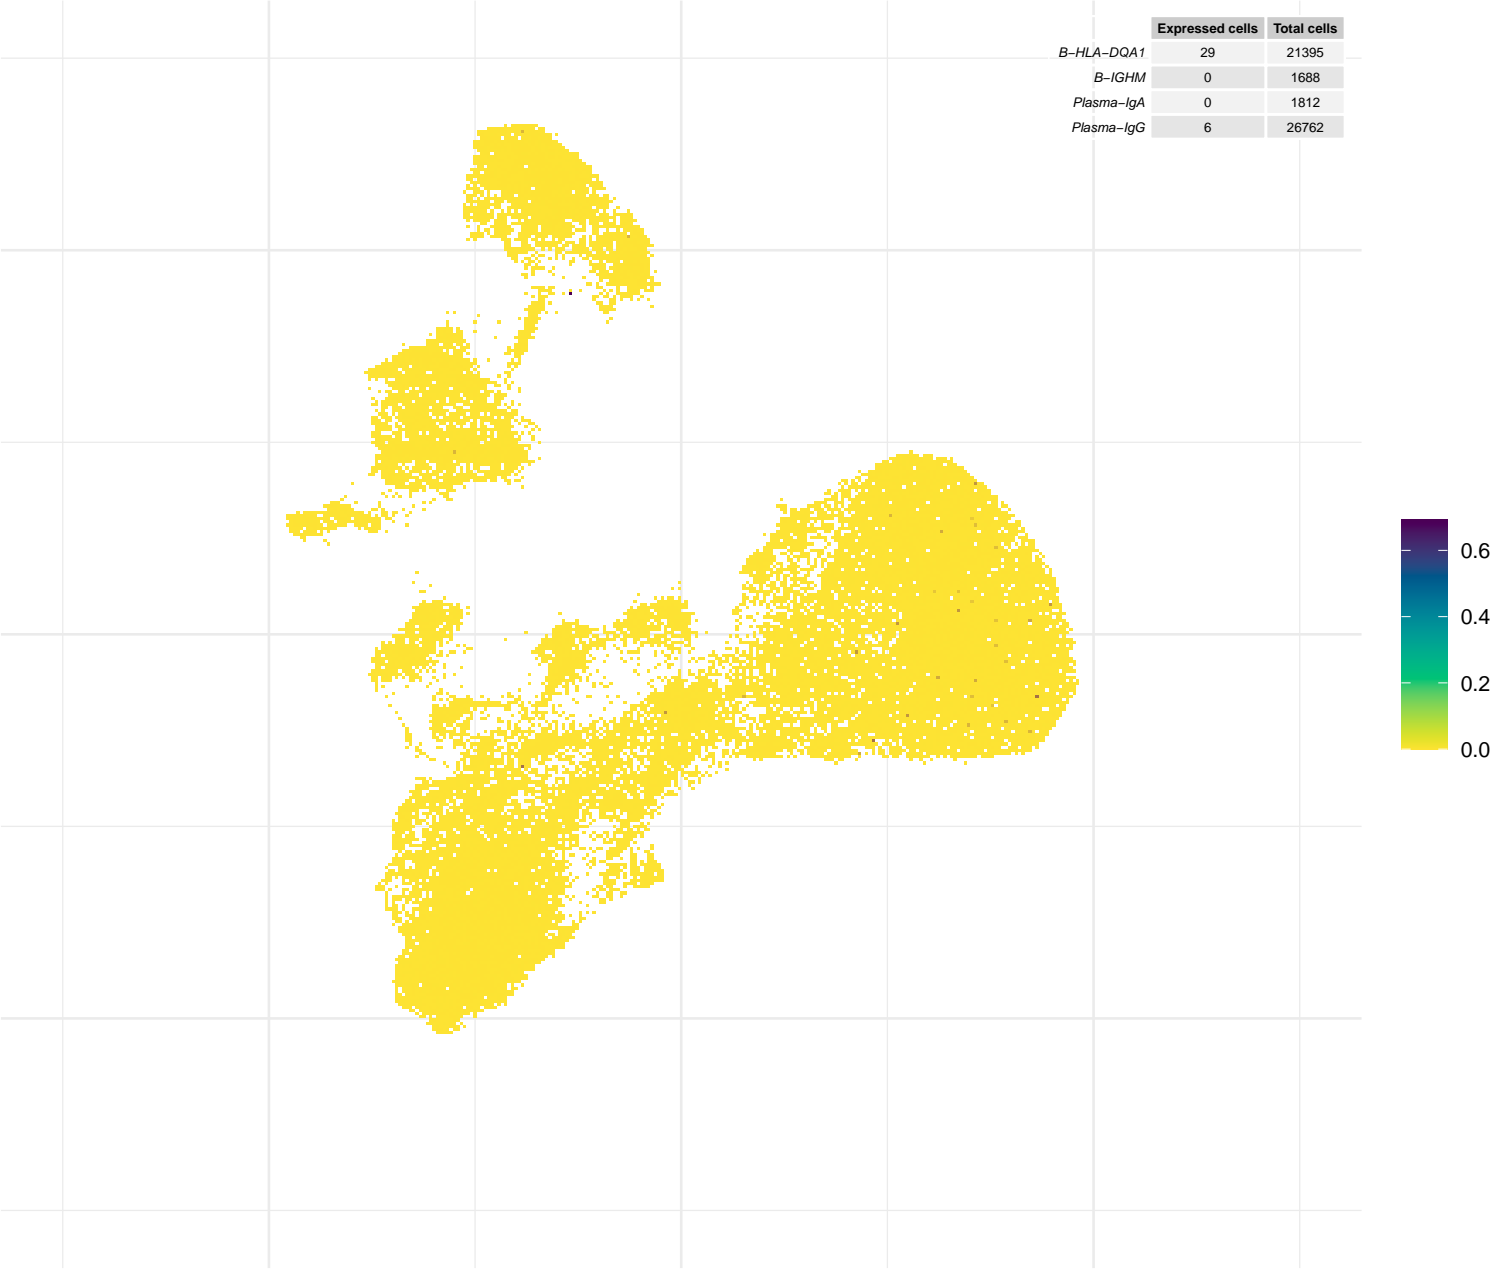 Expressed cells Total cells
B−HLA−DQA1 29 21395
B−IGHM 0 1688
Plasma−IgA 0 1812
Plasma−IgG 6 26762
0.6
0.4
0.2
0.0